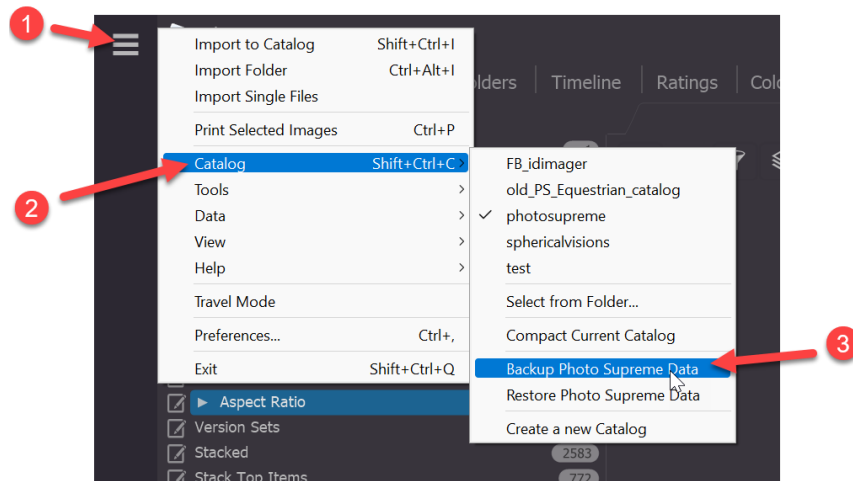 1
Import to Catalog Shift+Ctrl+I
Import Folder Ctrl+Alt+I
Import Single Files
Timeline
Ratings
Print Selected Images Ctrl+P
2
Catalog Shift+Ctrl+C
Tools
Data
View
Help
Travel Mode
Preferences... Ctrl+,
Exit Shift+Ctrl+Q
FB_idimager
old_PS_Equestrian_catalog
photosupreme
sphericalvisions
test
Select from Folder...
Compact Current Catalog
3
Backup Photo Supreme Data
Restore Photo Supreme Data
Create a new Catalog
Aspect Ratio
Version Sets
Stacked 2583
Stack Top Items 772